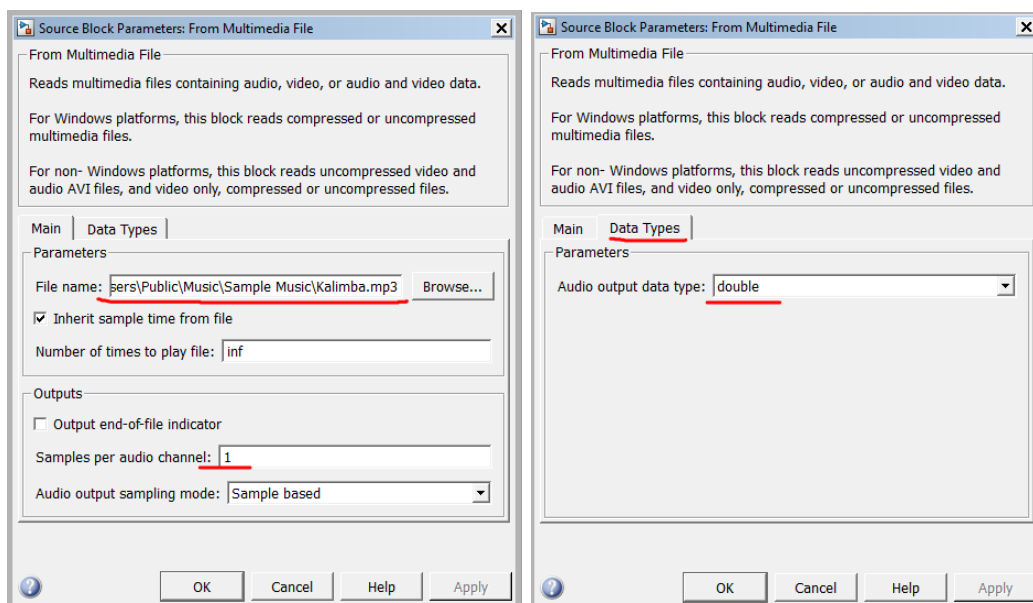 Source Block Parameters: From Multimedia File
From Multimedia File
Reads multimedia files containing audio, video, or audio and video data.
For Windows platforms, this block reads compressed or uncompressed
multimedia files.
For non- Windows platforms, this block reads uncompressed video and
audio AVI files, and video only, compressed or uncompressed files.
Main Data Types
Parameters
File name: sers\Public\Music\Sample Music\Kalimba.mp3 Browse...
Inherit sample time from file
Number of times to play file: inf
Outputs
Output end-of-file indicator
Samples per audio channel: 1
Audio output sampling mode: Sample based
OK Cancel Help Apply
Source Block Parameters: From Multimedia File
From Multimedia File
Reads multimedia files containing audio, video, or audio and video data.
For Windows platforms, this block reads compressed or uncompressed
multimedia files.
For non- Windows platforms, this block reads uncompressed video and
audio AVI files, and video only, compressed or uncompressed files.
Main Data Types
Parameters
Audio output data type: double
OK Cancel Help Apply